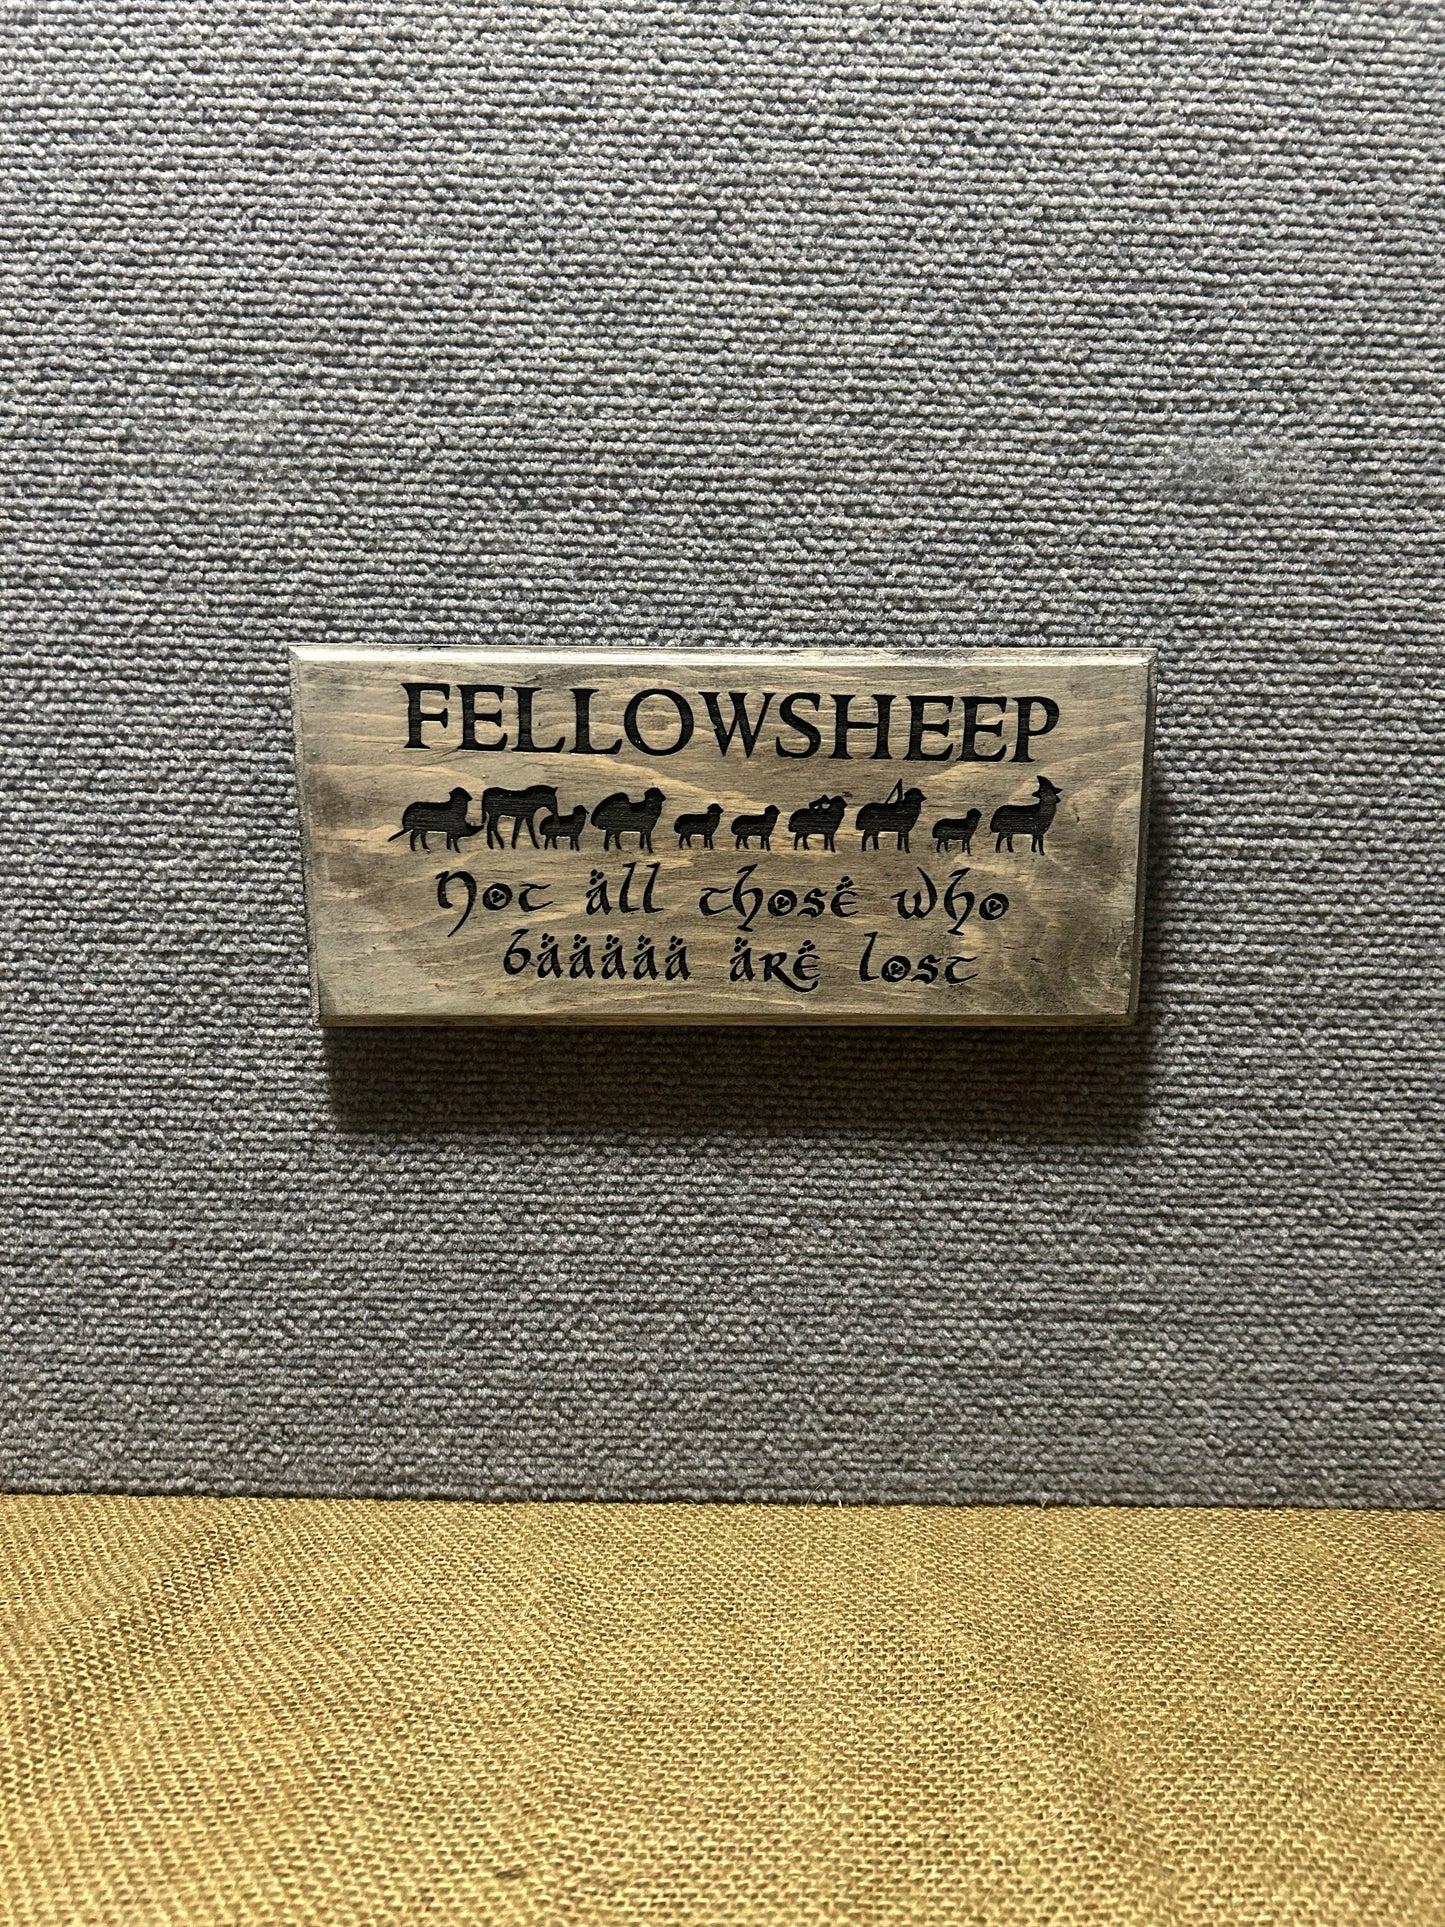 FELLOWSHEEP
Not all those who
baaaaa are lost